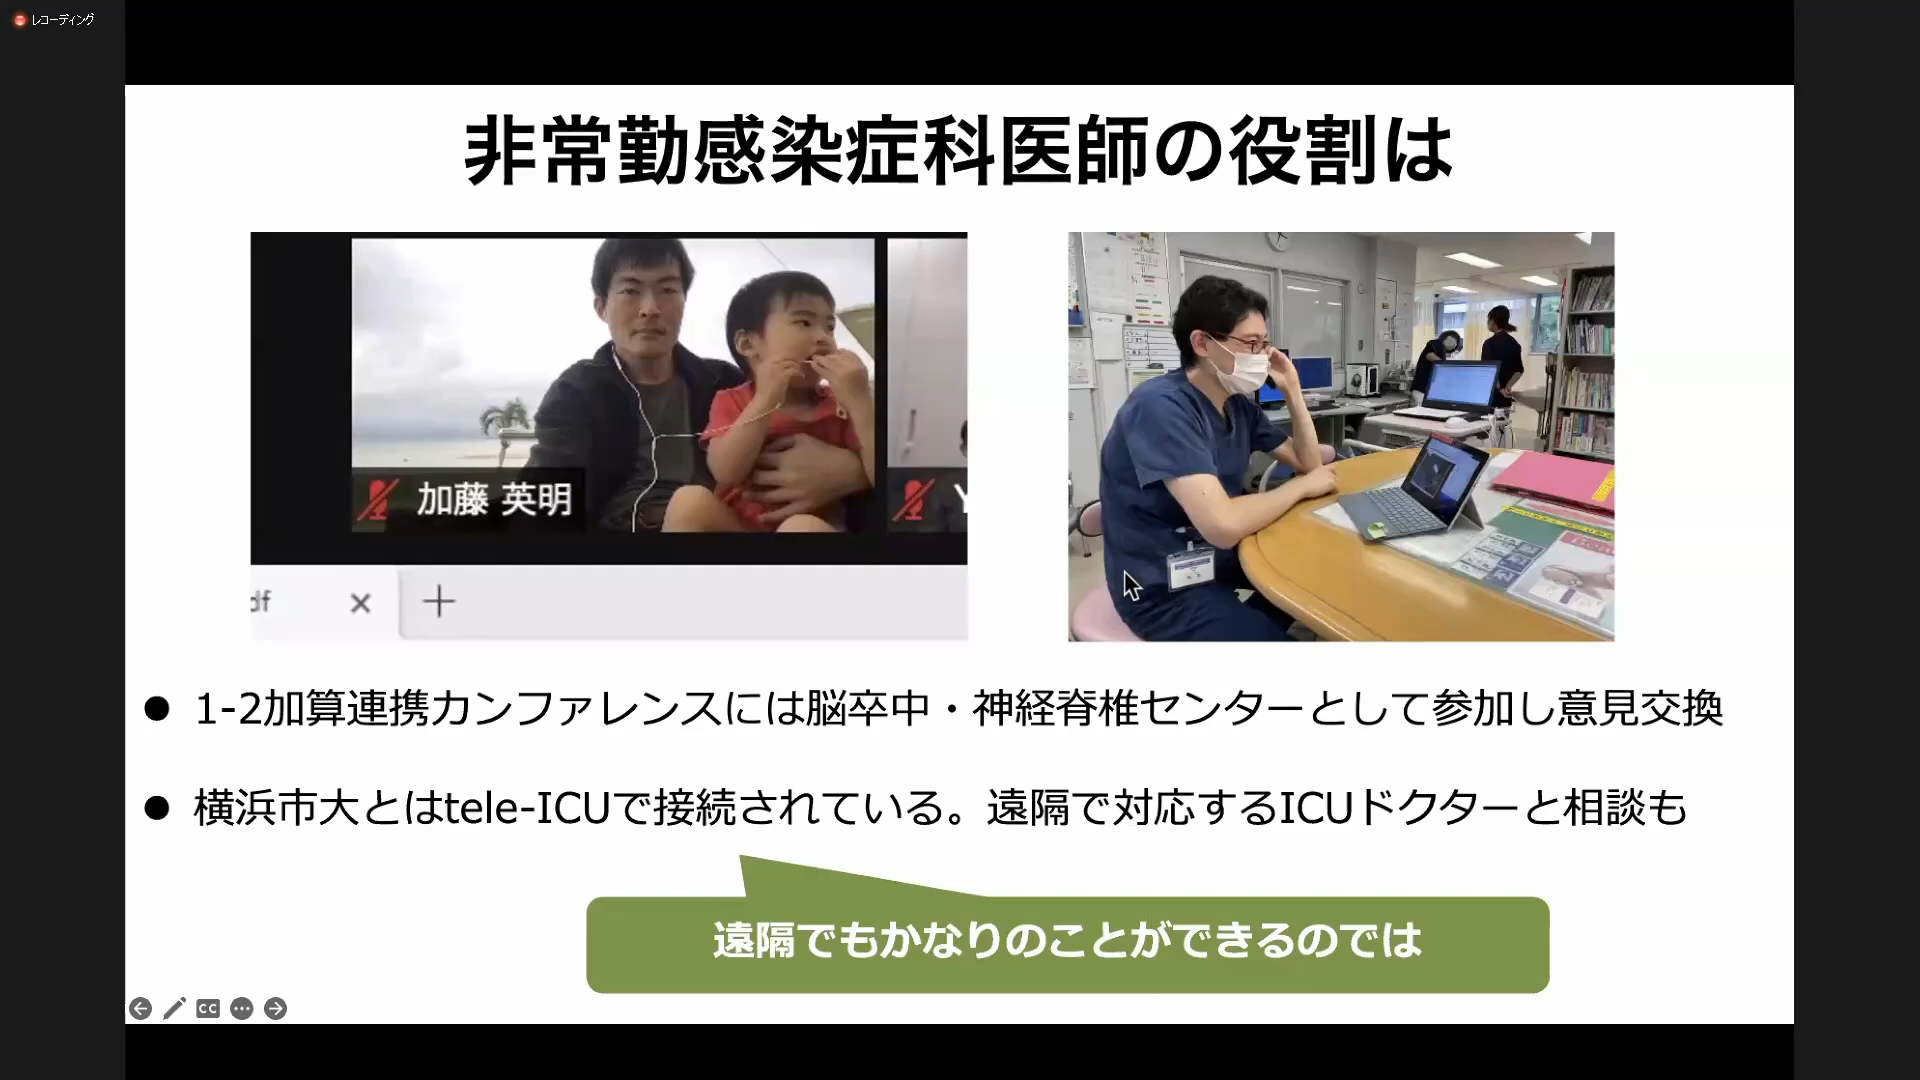 レコーディング
非常勤感染症科医師の役割は
加藤 英明
df
1-2加算連携カンファレンスには脳卒中・神経脊椎センターとして参加し意見交換
横浜市大とはtele-ICUで接続されている。遠隔で対応するICUドクターと相談も
遠隔でもかなりのことができるのでは
CC